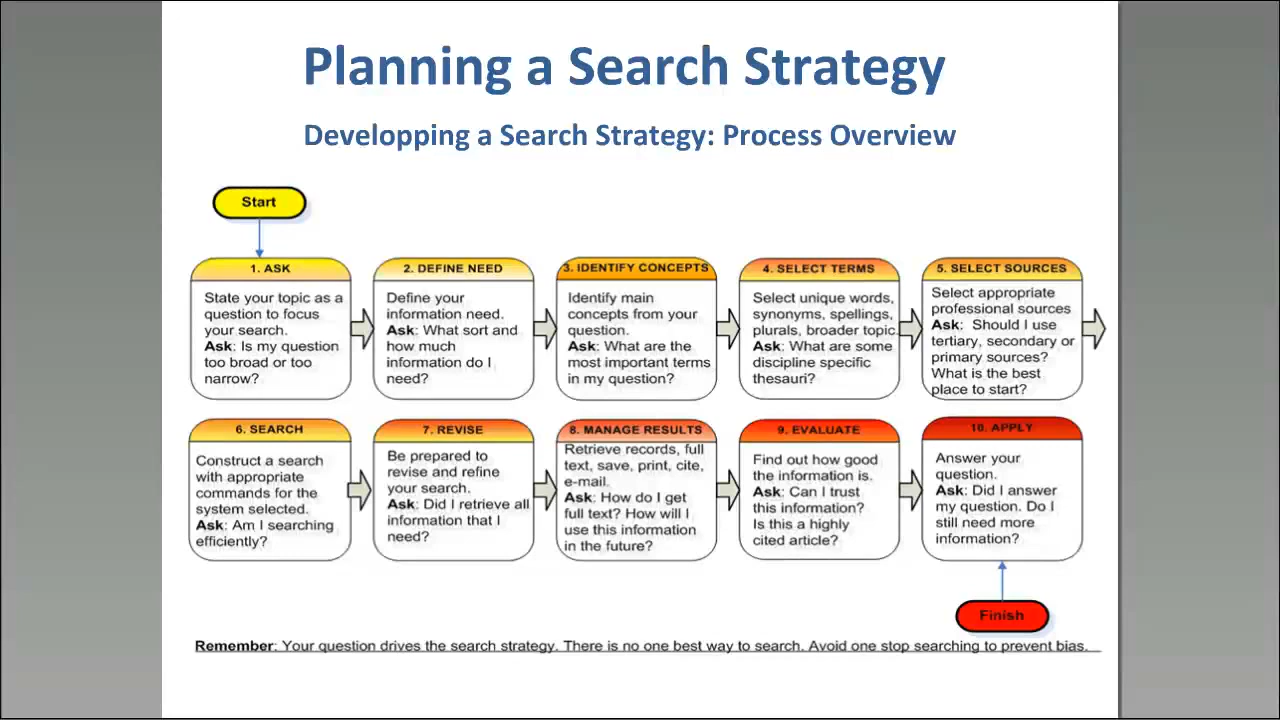 Planning a Search Strategy
Developping a Search Strategy: Process Overview
Start
1. ASK
State your topic as a
question to focus
your search.
Ask: Is my question
too broad or too
narrow?
2. DEFINE NEED
Define your
information need.
Ask: What sort and
how much
information do I
need?
3. IDENTIFY CONCEPTS
Identify main
concepts from your
question.
Ask: What are the
most important terms
in my question?
4. SELECT TERMS
Select unique words,
synonyms, spellings,
plurals, broader topic.
Ask: What are some
discipline specific
thesauri?
5. SELECT SOURCES
Select appropriate
professional sources
Ask: Should I use
tertiary, secondary or
primary sources?
What is the best
place to start?
6. SEARCH
Construct a search
with appropriate
commands for the
system selected.
Ask: Am I searching
efficiently?
7. REVISE
Be prepared to
revise and refine
your search.
Ask: Did I retrieve all
information that I
need?
8. MANAGE RESULTS
Retrieve records, full
text, save, print, cite,
e-mail.
Ask: How do I get
full text? How will I
use this information
in the future?
9. EVALUATE
Find out how good
the information is.
Ask: Can I trust
this information?
Is this a highly
cited article?
10. APPLY
Answer your
question.
Ask: Did I answer
my question. Do I
still need more
information?
Finish
Remember: Your question drives the search strategy. There is no one best way to search. Avoid one stop searching to prevent bias.